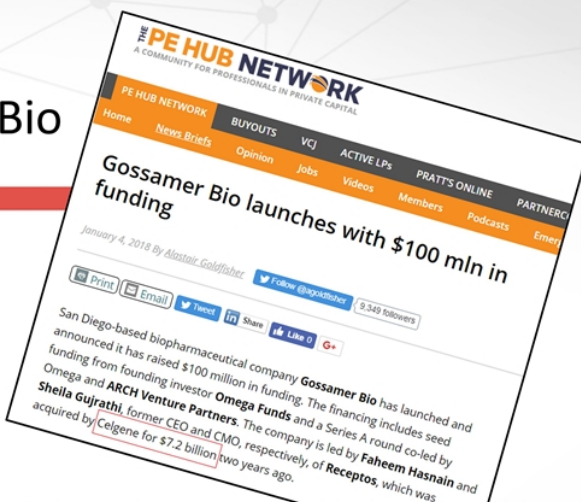 Bio
THE PE HUB NETWORK
A COMMUNITY FOR PROFESSIONALS IN PRIVATE CAPITAL
PE HUB NETWORK BUYOUTS VCJ ACTIVE LPs PRATT'S ONLINE
Home News Briefs Opinion Jobs Videos Members Podcasts
Gossamer Bio launches with $100 mln in
funding
January 4, 2018 By Alastair Goldfisher Follow @agoldfisher 9,349 followers
Print Email Tweet Share Like 0 G+
San Diego-based biopharmaceutical company Gossamer Bio has launched and
announced it has raised $100 million in funding. The financing includes seed
funding from founding investor Omega Funds and a Series A round co-led by
Omega and ARCH Venture Partners. The company is led by Faheem Hasnain and
Sheila Gujrathi, former CEO and CMO, respectively, of Receptos, which was
acquired by Celgene for $7.2 billion two years ago.